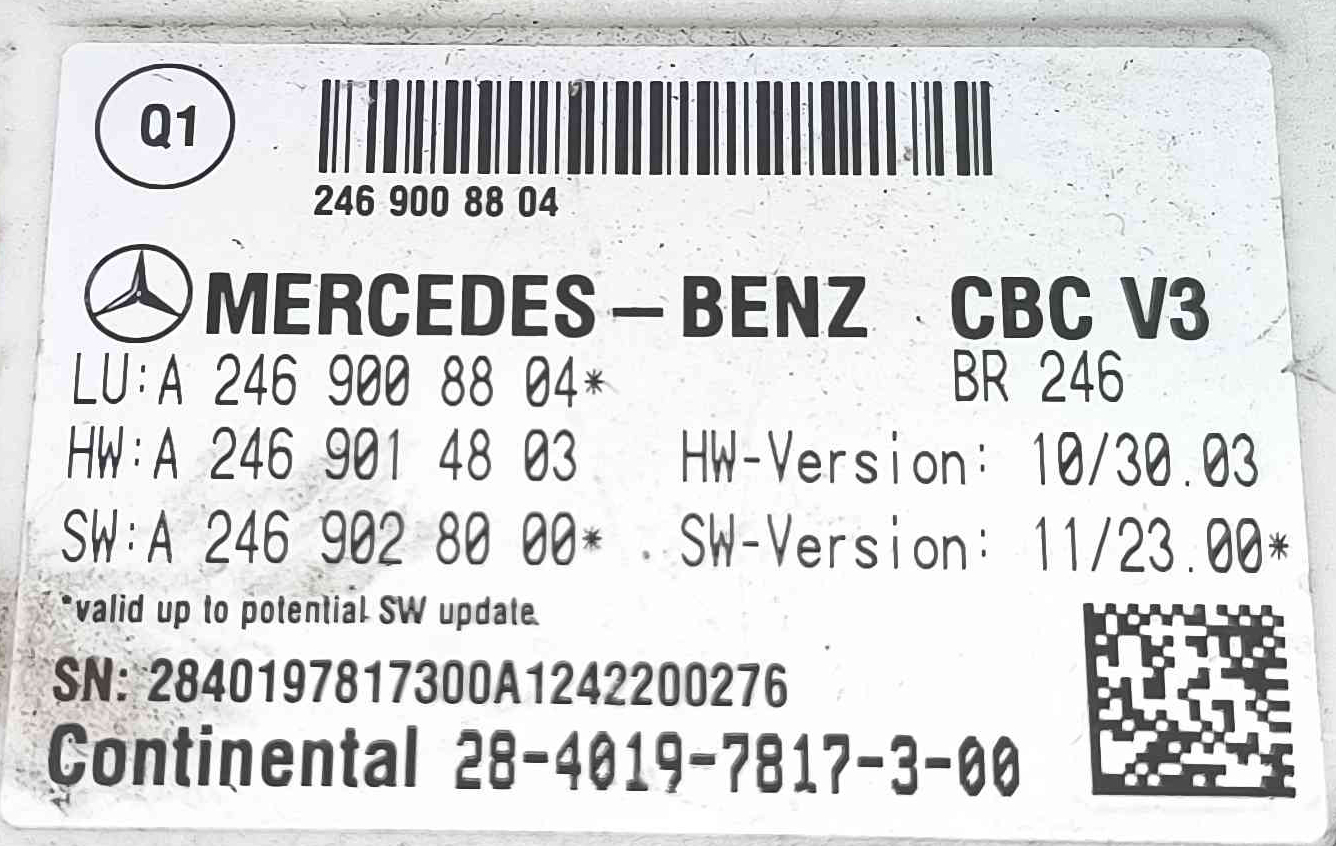 Q1
246 900 88 04
MERCEDES-BENZ CBC V3
LU:A 246 900 88 04* BR 246
HW:A 246 901 48 03 HW-Version: 10/30.03
SW:A 246 902 80 00* SW-Version: 11/23.00*
*valid up to potential SW update
SN: 2840197817300A1242200276
Continental 28-4019-7817-3-00